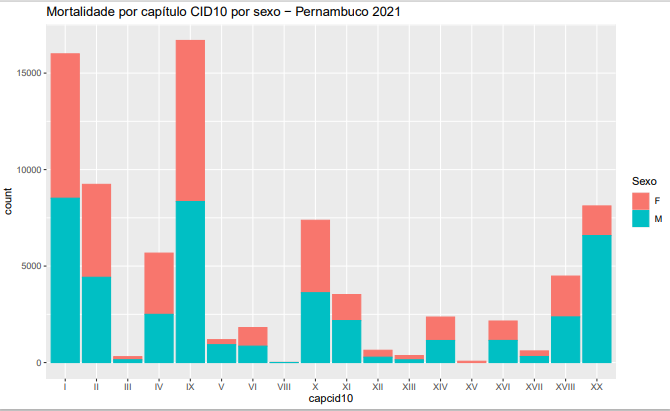 Mortalidade por capítulo CID10 por sexo − Pernambuco 2021
count
15000
10000
5000
0
I II III IV IX V VI VIII X XI XII XIII XIV XV XVI XVII XVIII XX
capcid10
Sexo
F
M